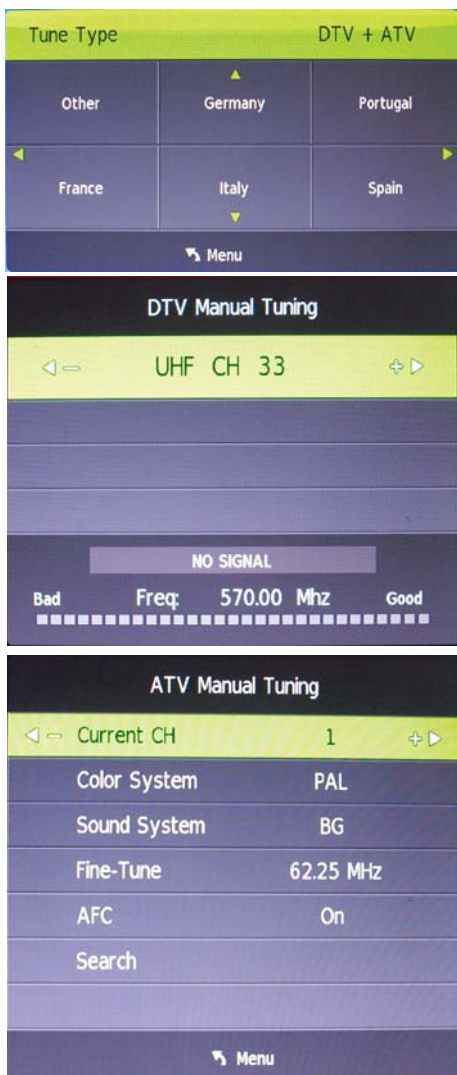 Tune Type DTV + ATV
Other Germany Portugal
France Italy Spain
Menu
DTV Manual Tuning
UHF CH 33
NO SIGNAL
Bad Freq: 570.00 Mhz Good
ATV Manual Tuning
Current CH 1
Color System PAL
Sound System BG
Fine-Tune 62.25 MHz
AFC On
Search
Menu